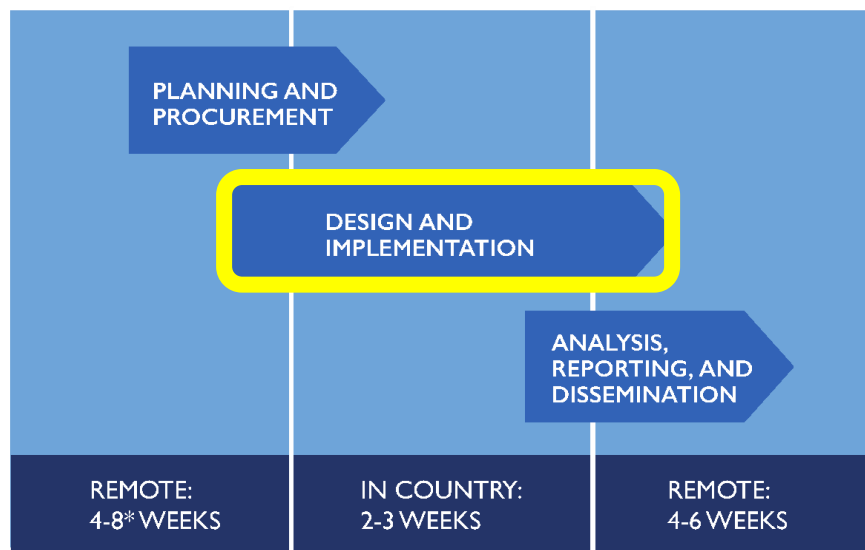 PLANNING AND
PROCUREMENT
DESIGN AND
IMPLEMENTATION
ANALYSIS,
REPORTING, AND
DISSEMINATION
REMOTE:
4-8* WEEKS
IN COUNTRY:
2-3 WEEKS
REMOTE:
4-6 WEEKS